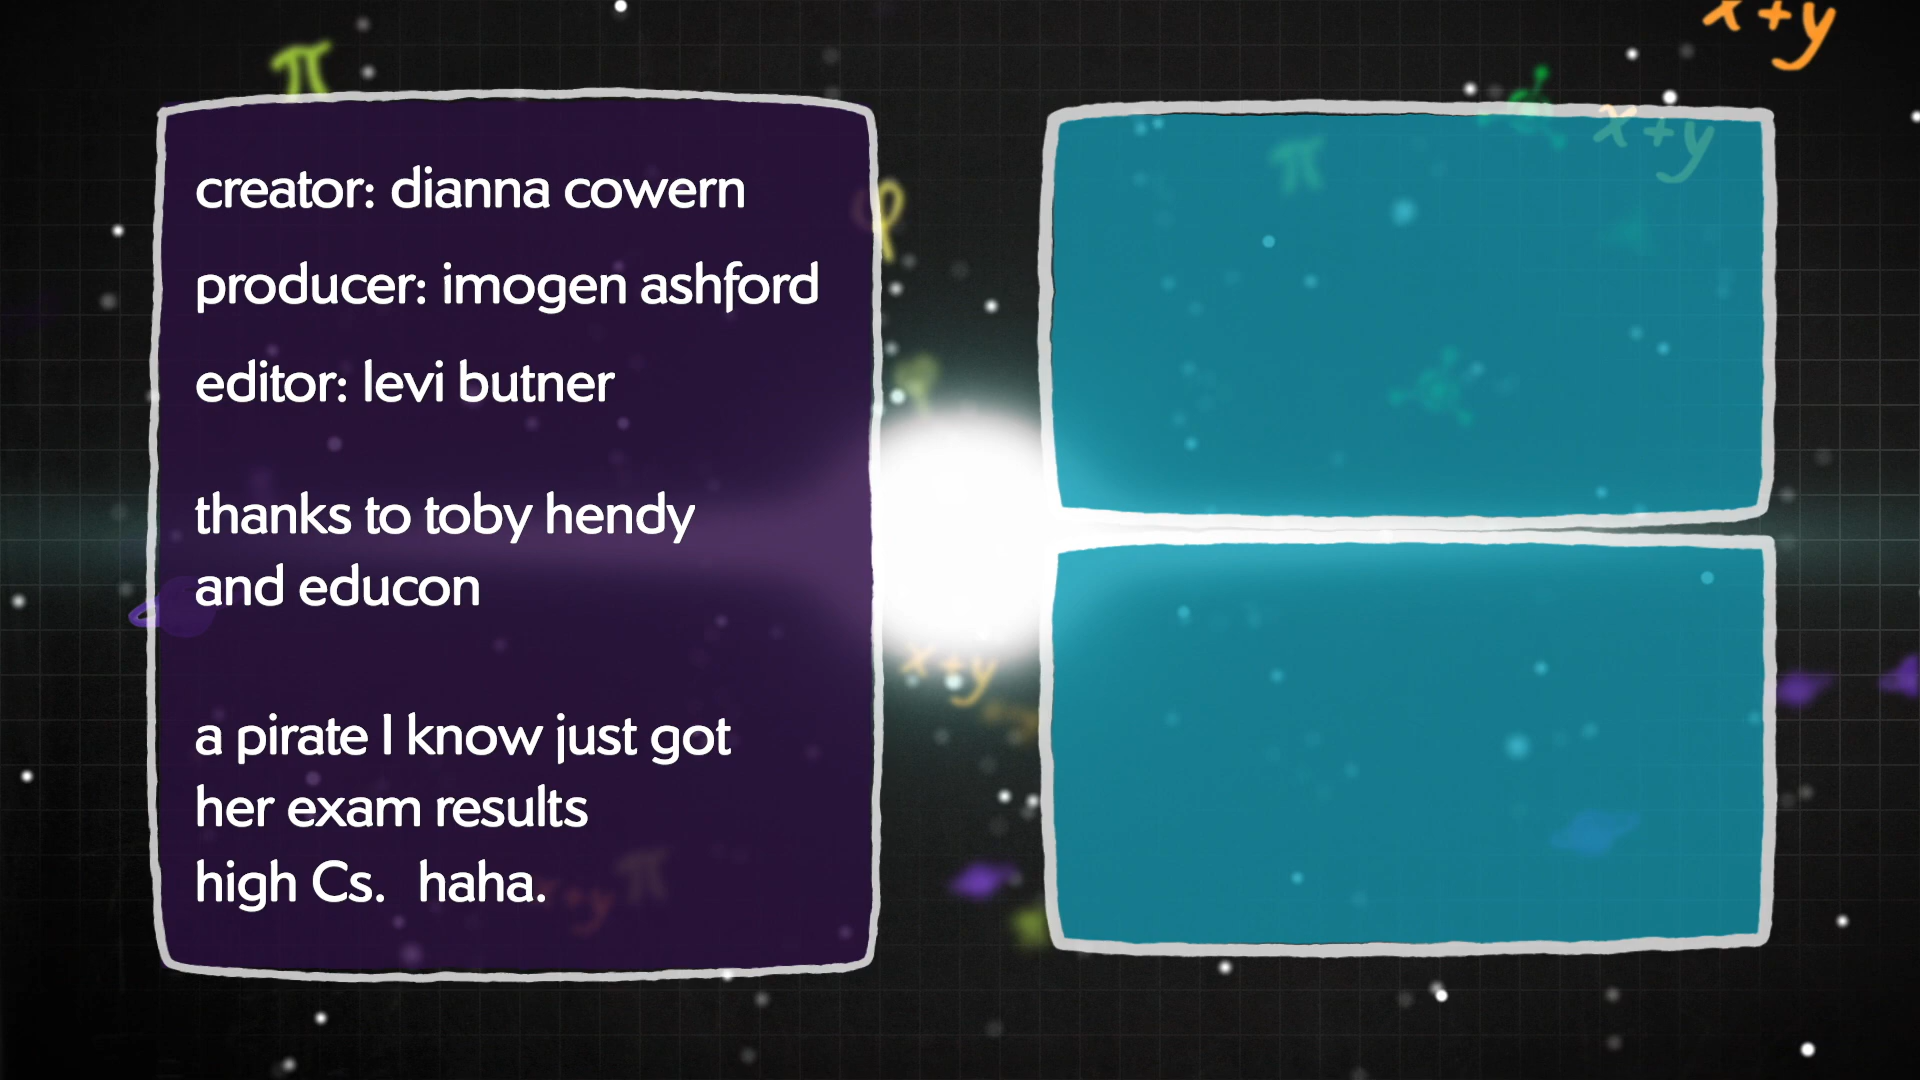 x+y
π
x+y
π
φ
creator: dianna cowern
producer: imogen ashford
editor: levi butner
thanks to toby hendy
and educon
x+y
a pirate I know just got
her exam results
high Cs. haha.
π
x+y